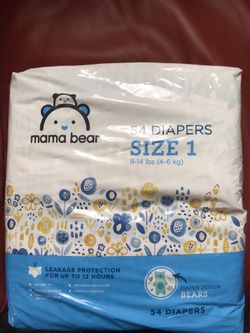 mama bear
54 DIAPERS
SIZE 1
8-14 lbs (4-6 kg)
LEAKAGE PROTECTION
FOR UP TO 12 HOURS
DIAPER DESIGN
BEARS
54 DIAPERS